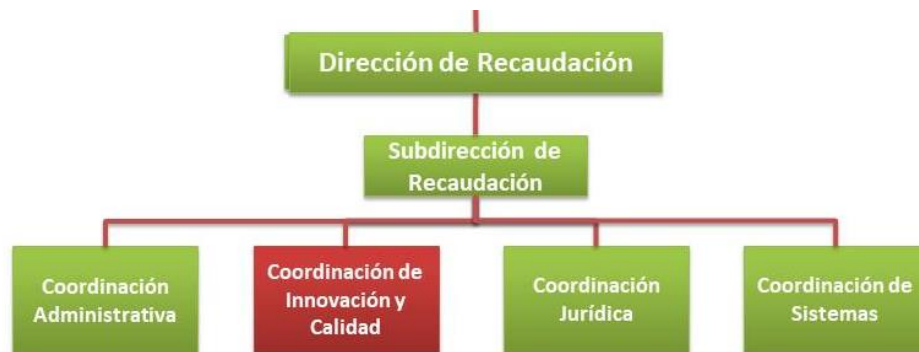 Dirección de Recaudación
Subdirección de
Recaudación
Coordinación
Administrativa
Coordinación de
Innovación y
Calidad
Coordinación
Jurídica
Coordinación de
Sistemas